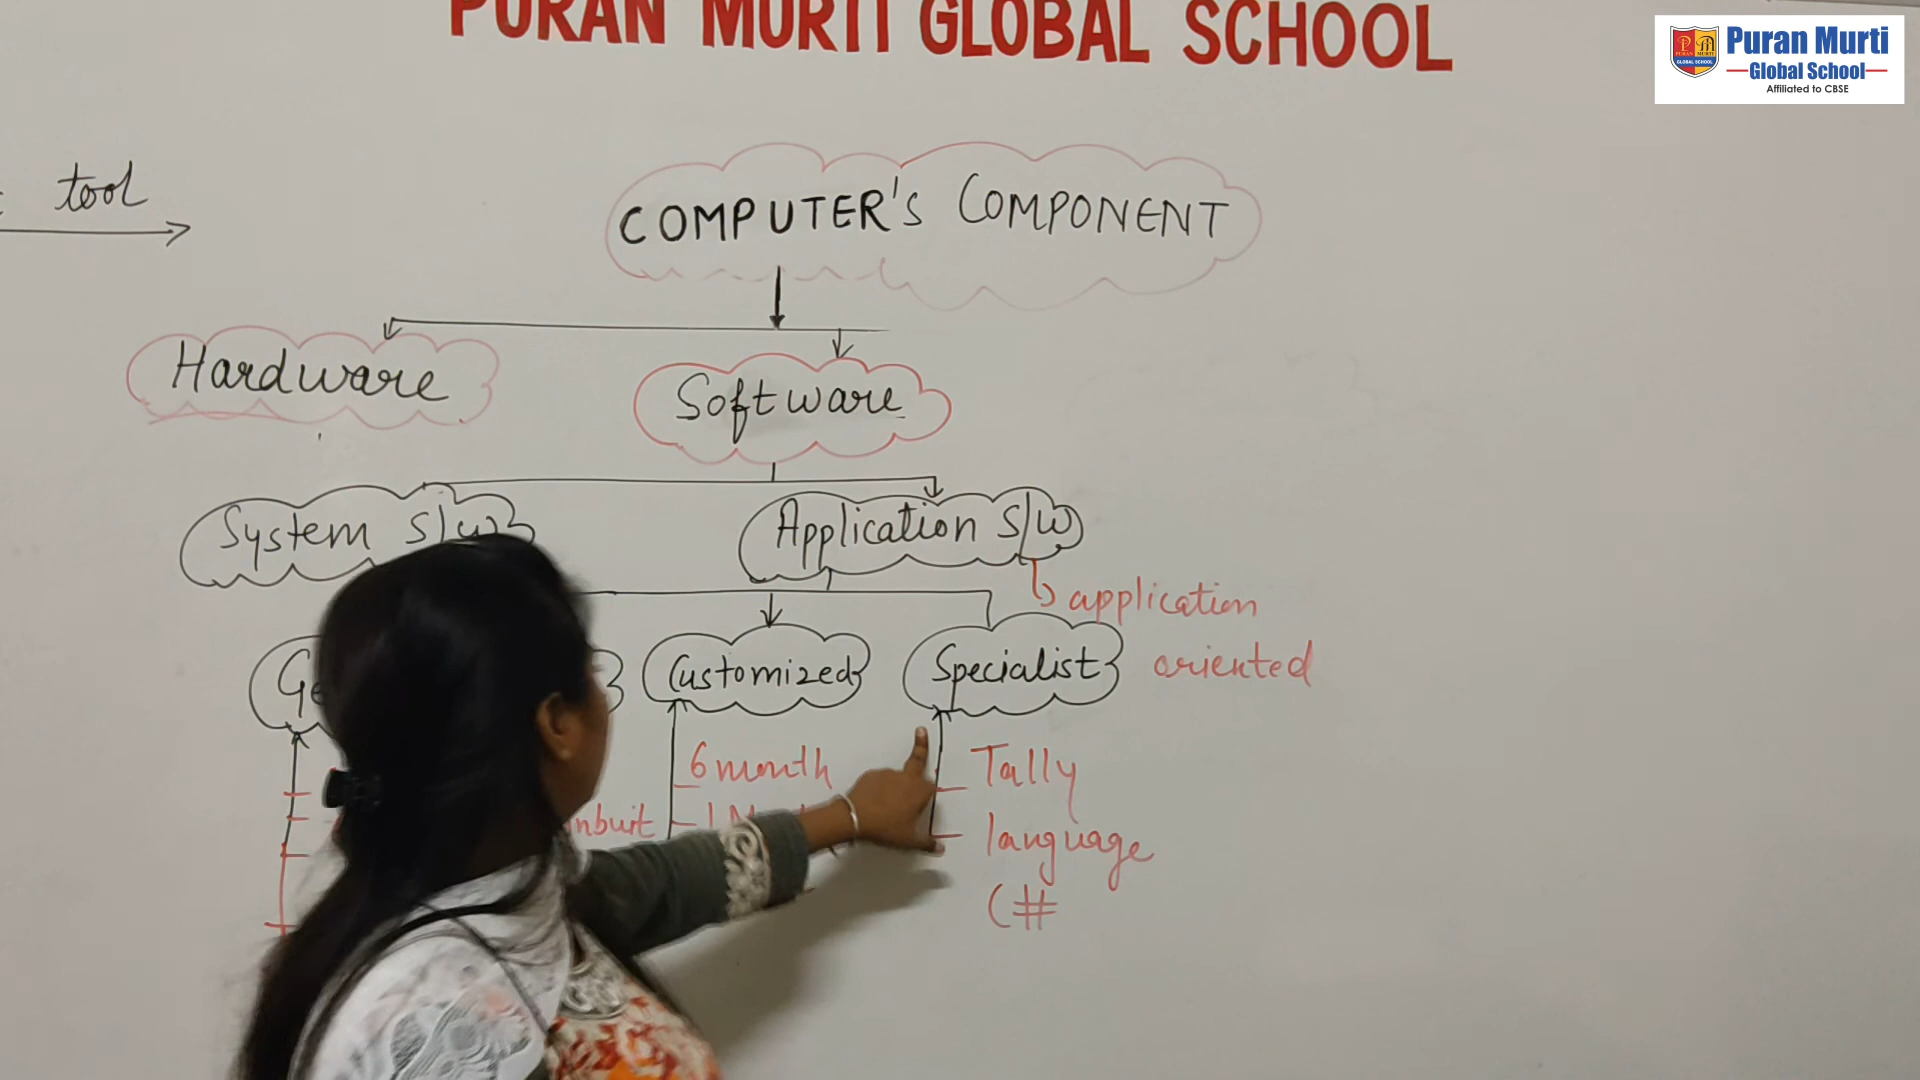 PURAN MURTI GLOBAL SCHOOL
Puran Murti
Global School
Affiliated to CBSE
tool
COMPUTER's COMPONENT
Hardware
Software
System S/w
Application S/W
application
oriented
Customized
Specialist
6 month
Tally
language
C#